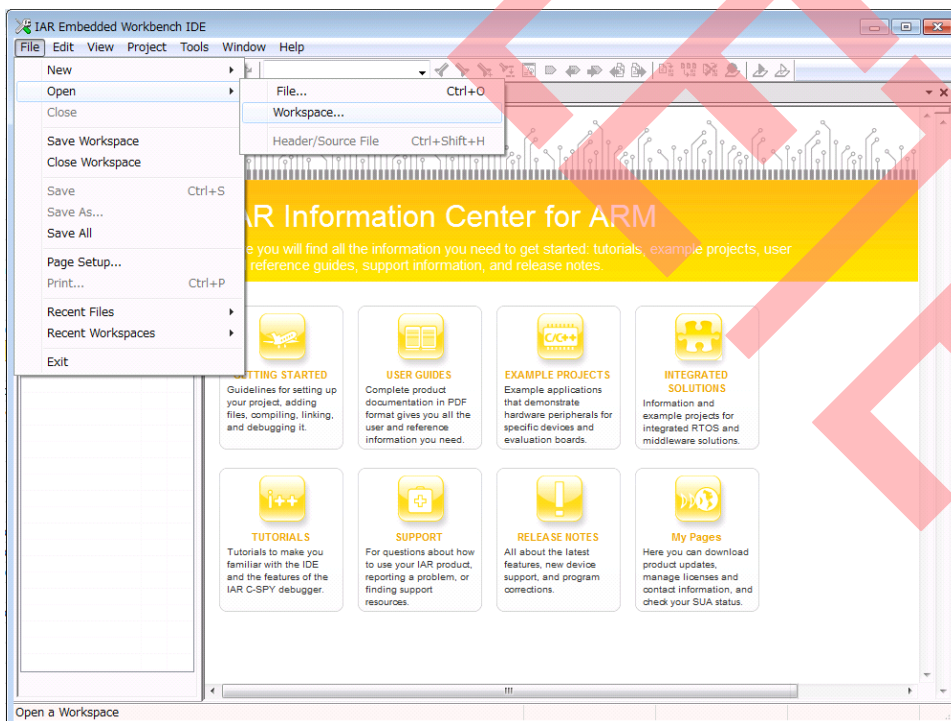 IAR Embedded Workbench IDE
File Edit View Project Tools Window Help
New
Open
Close
Save Workspace
Close Workspace
Save Ctrl+S
Save As...
Save All
Page Setup...
Print... Ctrl+P
Recent Files
Recent Workspaces
Exit
File... Ctrl+O
Workspace...
Header/Source File Ctrl+Shift+H
AR Information Center for ARM
you will find all the information you need to get started: tutorials, example projects, user
reference guides, support information, and release notes.
GETTING STARTED
Guidelines for setting up
your project, adding
files, compiling, linking,
and debugging it.
USER GUIDES
Complete product
documentation in PDF
format gives you all the
user and reference
information you need.
C/C++
EXAMPLE PROJECTS
Example applications
that demonstrate
hardware peripherals for
specific devices and
evaluation boards.
INTEGRATED
SOLUTIONS
Information and
example projects for
integrated RTOS and
middleware solutions.
i++
TUTORIALS
Tutorials to make you
familiar with the IDE
and the features of the
IAR C-SPY debugger.
SUPPORT
For questions about how
to use your IAR product,
reporting a problem, or
finding support
resources.
RELEASE NOTES
All about the latest
features, new device
support, and program
corrections.
My Pages
Here you can download
product updates,
manage licenses and
contact information, and
check your SUA status.
Open a Workspace